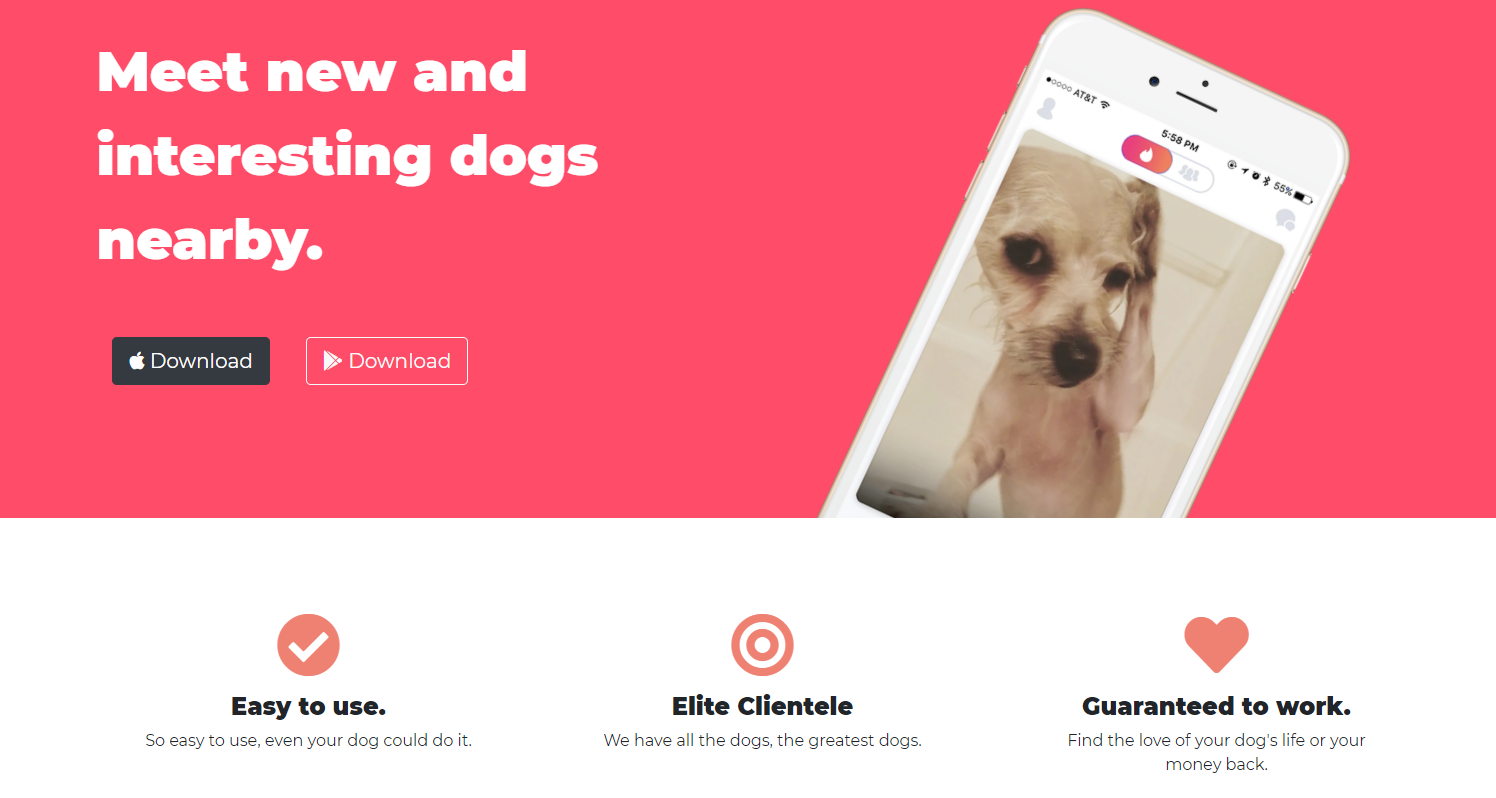 Meet new and
interesting dogs
nearby.
Download
Download
AT&T
5:58 PM
55%
Easy to use.
So easy to use, even your dog could do it.
Elite Clientele
We have all the dogs, the greatest dogs.
Guaranteed to work.
Find the love of your dog's life or your
money back.